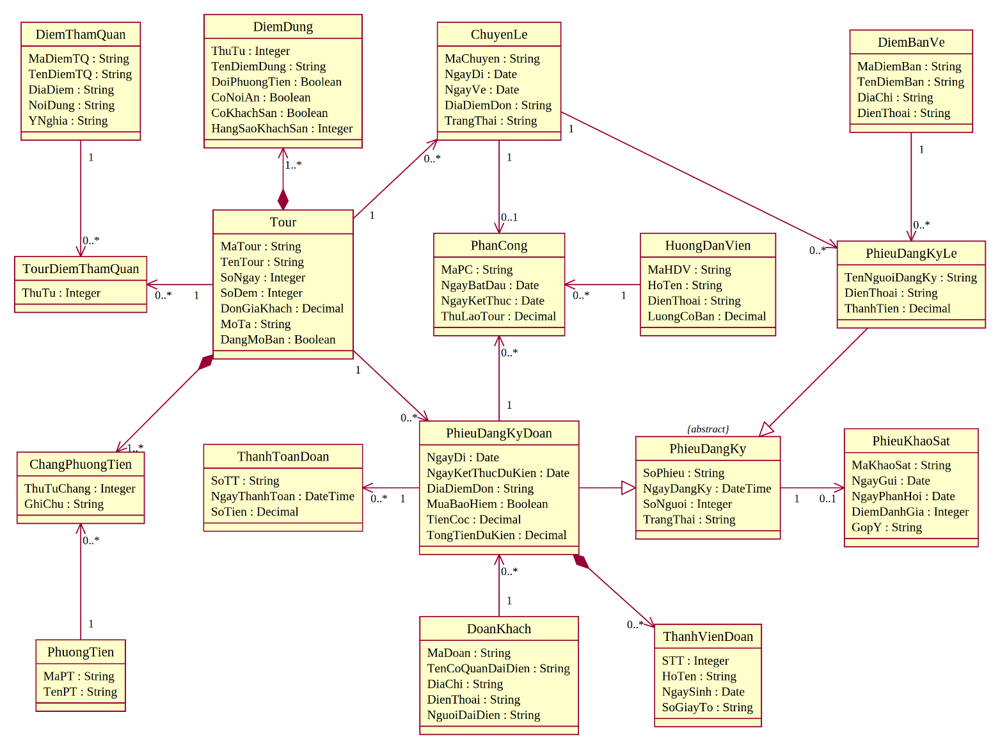 DiemThamQuan
MaDiemTQ : String
TenDiemTQ : String
DiaDiem : String
NoiDung : String
YNghia : String
DiemDung
ThuTu : Integer
TenDiemDung : String
DoiPhuongTien : Boolean
CoNoiAn : Boolean
CoKhachSan : Boolean
HangSaoKhachSan : Integer
ChuyenLe
MaChuyen : String
NgayDi : Date
NgayVe : Date
DiaDiemDon : String
TrangThai : String
DiemBanVe
MaDiemBan : String
TenDiemBan : String
DiaChi : String
DienThoai : String
1
0..*
1..*
0..*
1
1
0..1
1
0..*
1
0..*
TourDiemThamQuan
ThuTu : Integer
0..*
1
Tour
MaTour : String
TenTour : String
SoNgay : Integer
SoDem : Integer
DonGiaKhach : Decimal
MoTa : String
DangMoBan : Boolean
PhanCong
MaPC : String
NgayBatDau : Date
NgayKetThuc : Date
ThuLaoTour : Decimal
0..*
1
HuongDanVien
MaHDV : String
HoTen : String
DienThoai : String
LuongCoBan : Decimal
PhieuDangKyLe
TenNguoiDangKy : String
DienThoai : String
ThanhTien : Decimal
1
0..*
0..*
1
1..*
ChangPhuongTien
ThuTuChang : Integer
GhiChu : String
ThanhToanDoan
SoTT : String
NgayThanhToan : DateTime
SoTien : Decimal
0..*
1
PhieuDangKyDoan
NgayDi : Date
NgayKetThucDuKien : Date
DiaDiemDon : String
MuaBaoHiem : Boolean
TienCoc : Decimal
TongTienDuKien : Decimal
{abstract}
PhieuDangKy
SoPhieu : String
NgayDangKy : DateTime
SoNguoi : Integer
TrangThai : String
1
0..1
PhieuKhaoSat
MaKhaoSat : String
NgayGui : Date
NgayPhanHoi : Date
DiemDanhGia : Integer
GopY : String
0..*
1
0..*
1
0..*
PhuongTien
MaPT : String
TenPT : String
DoanKhach
MaDoan : String
TenCoQuanDaiDien : String
DiaChi : String
DienThoai : String
NguoiDaiDien : String
ThanhVienDoan
STT : Integer
HoTen : String
NgaySinh : Date
SoGiayTo : String